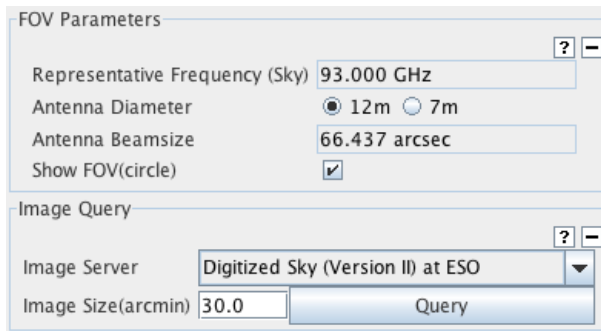 FOV Parameters
? −
Representative Frequency (Sky) 93.000 GHz
Antenna Diameter 12m 7m
Antenna Beamsize 66.437 arcsec
Show FOV(circle)
Image Query
? −
Image Server Digitized Sky (Version II) at ESO
Image Size(arcmin) 30.0 Query